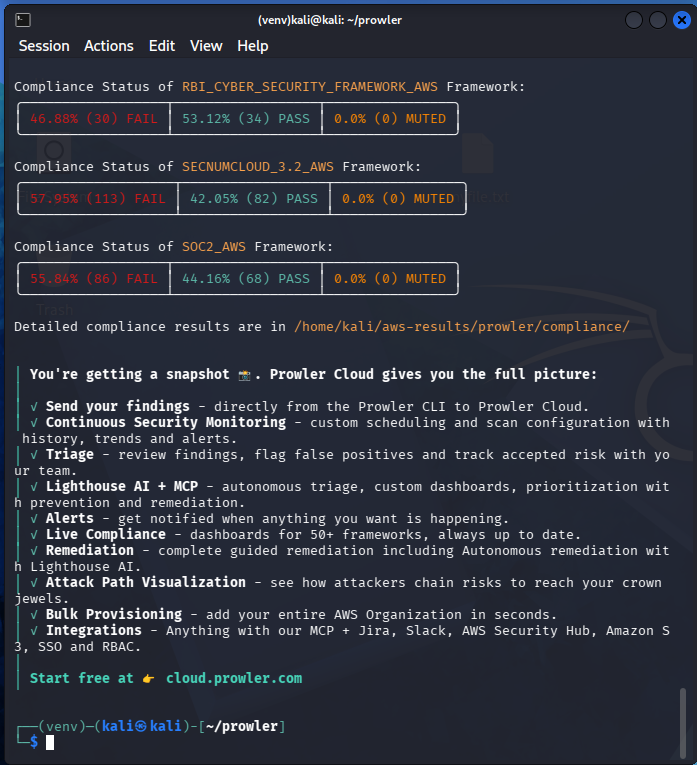 (venv)kali@kali: ~/prowler
Session Actions Edit View Help
Compliance Status of RBI_CYBER_SECURITY_FRAMEWORK_AWS Framework:
46.88% (30) FAIL 53.12% (34) PASS 0.0% (0) MUTED
Compliance Status of SECNUMCLOUD_3.2_AWS Framework:
57.95% (113) FAIL 42.05% (82) PASS 0.0% (0) MUTED
Compliance Status of SOC2_AWS Framework:
55.84% (86) FAIL 44.16% (68) PASS 0.0% (0) MUTED
Trash
Detailed compliance results are in /home/kali/aws-results/prowler/compliance/
You're getting a snapshot 📸. Prowler Cloud gives you the full picture:
√ Send your findings - directly from the Prowler CLI to Prowler Cloud.
√ Continuous Security Monitoring - custom scheduling and scan configuration with
history, trends and alerts.
√ Triage - review findings, flag false positives and track accepted risk with yo
ur team.
√ Lighthouse AI + MCP - autonomous triage, custom dashboards, prioritization wit
h prevention and remediation.
√ Alerts - get notified when anything you want is happening.
√ Live Compliance - dashboards for 50+ frameworks, always up to date.
√ Remediation - complete guided remediation including Autonomous remediation wit
h Lighthouse AI.
√ Attack Path Visualization - see how attackers chain risks to reach your crown
jewels.
√ Bulk Provisioning - add your entire AWS Organization in seconds.
√ Integrations - Anything with our MCP + Jira, Slack, AWS Security Hub, Amazon S
3, SSO and RBAC.
Start free at 👉 cloud.prowler.com
┌──(venv)─(kali㉿kali)-[~/prowler]
└─$